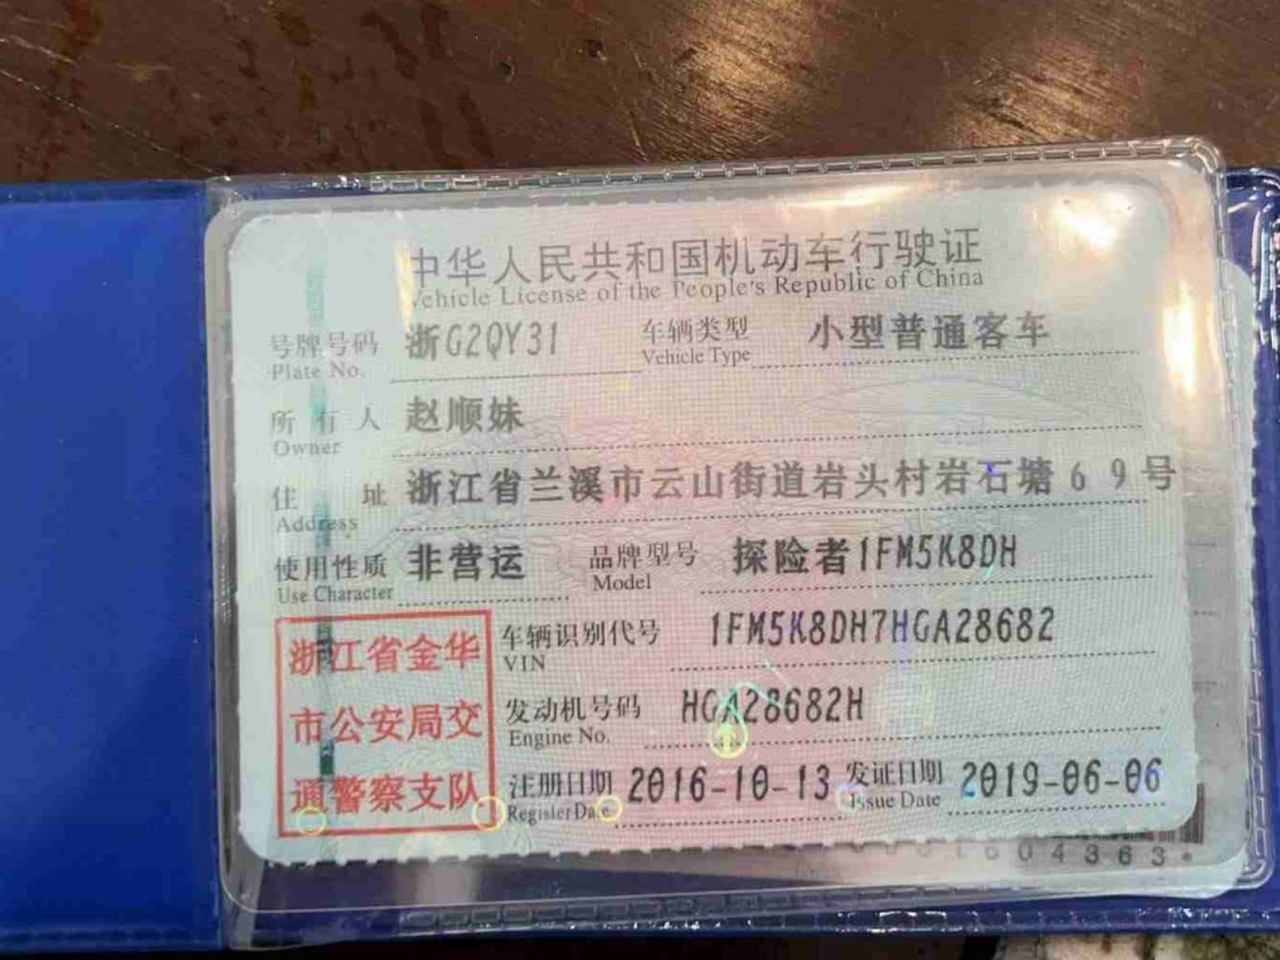 中华人民共和国机动车行驶证
Vehicle License of the People's Republic of China
号牌号码 浙G2QY31 车辆类型 小型普通客车
Plate No. Vehicle Type
所有人 赵顺妹
Owner
住址 浙江省兰溪市云山街道岩头村岩石塘69号
Address
使用性质 非营运 品牌型号 探险者1FM5K8DH
Use Character Model
浙江省金华
市公安局交
通警察支队
车辆识别代号 1FM5K8DH7HGA28682
VIN
发动机号码 HGA28682H
Engine No.
注册日期 2016-10-13 发证日期 2019-06-06
Register Date Issue Date
604363*